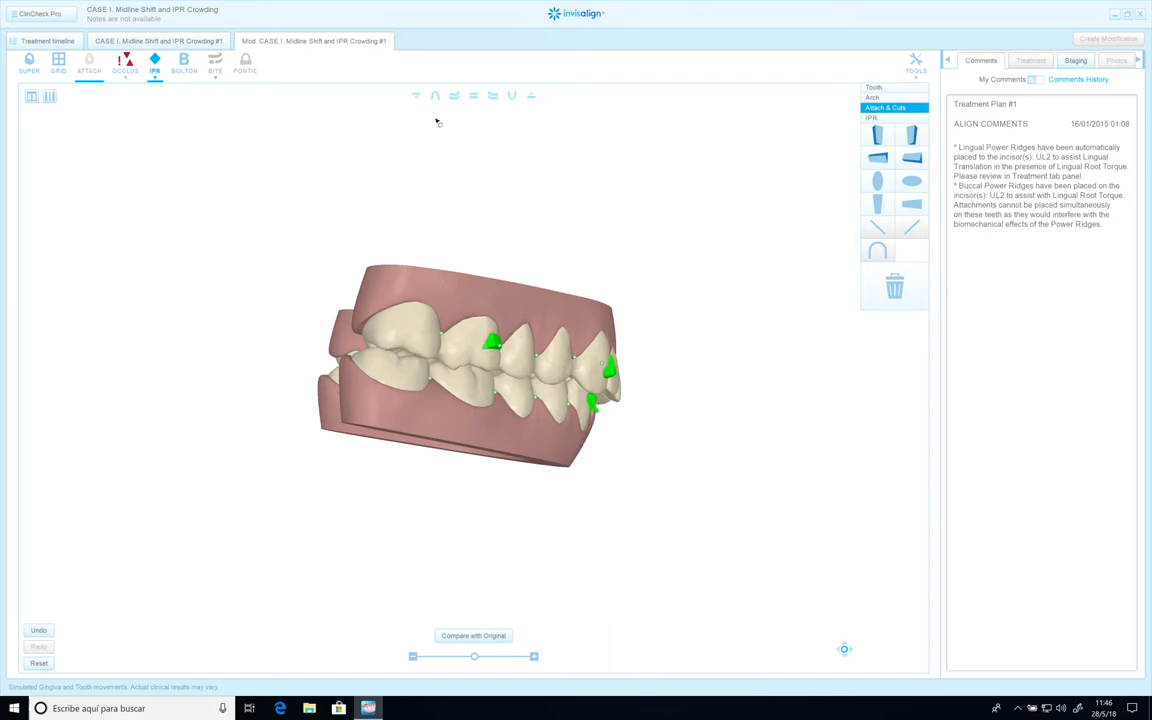 ClinCheck Pro
CASE I. Midline Shift and IPR Crowding
Notes are not available
invisalign
Treatment timeline
CASE I. Midline Shift and IPR Crowding #1
Mod. CASE I. Midline Shift and IPR Crowding #1
Create Modification
SUPER
GRID
ATTACH
OCCLUS
IPR
BOLTON
BITE
PONTIC
TOOLS
Tooth
Arch
Attach & Cuts
IPR
Comments
Treatment
Staging
Photos
My Comments
Comments History
Treatment Plan #1
ALIGN COMMENTS 16/01/2015 01:08
* Lingual Power Ridges have been automatically
placed to the incisor(s): UL2 to assist Lingual
Translation in the presence of Lingual Root Torque.
Please review in Treatment tab panel.
* Buccal Power Ridges have been placed on the
incisor(s): UL2 to assist with Lingual Root Torque.
Attachments cannot be placed simultaneously
on these teeth as they would interfere with the
biomechanical effects of the Power Ridges.
Undo
Redo
Reset
Compare with Original
Simulated Gingiva and Tooth movements. Actual clinical results may vary.
Escribe aquí para buscar
11:46
28/5/18